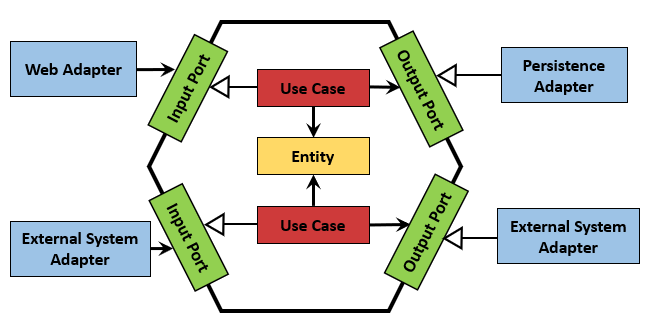 Web Adapter
Input Port
Use Case
Output Port
Persistence
Adapter
Entity
External System
Adapter
Input Port
Use Case
Output Port
External System
Adapter